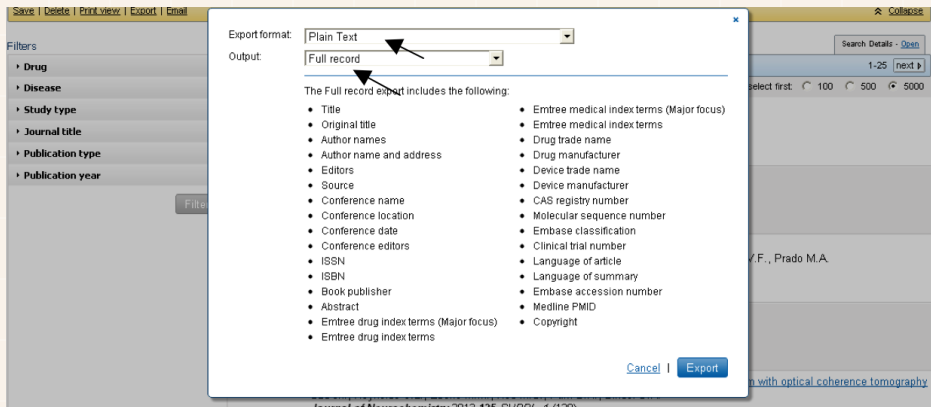 Save | Delete | Print view | Export | Email
Collapse
Filters
Search Details - Open
Drug
1-25 next
Disease
select first: 100 500 5000
Study type
Journal title
Publication type
Publication year
Filter
Export format: Plain Text
Output: Full record
The Full record export includes the following:
• Title
• Original title
• Author names
• Author name and address
• Editors
• Source
• Conference name
• Conference location
• Conference date
• Conference editors
• ISSN
• ISBN
• Book publisher
• Abstract
• Emtree drug index terms (Major focus)
• Emtree drug index terms
• Emtree medical index terms (Major focus)
• Emtree medical index terms
• Drug trade name
• Drug manufacturer
• Device trade name
• Device manufacturer
• CAS registry number
• Molecular sequence number
• Embase classification
• Clinical trial number
• Language of article
• Language of summary
• Embase accession number
• Medline PMID
• Copyright
Cancel | Export
V.F., Prado M.A.
n with optical coherence tomography